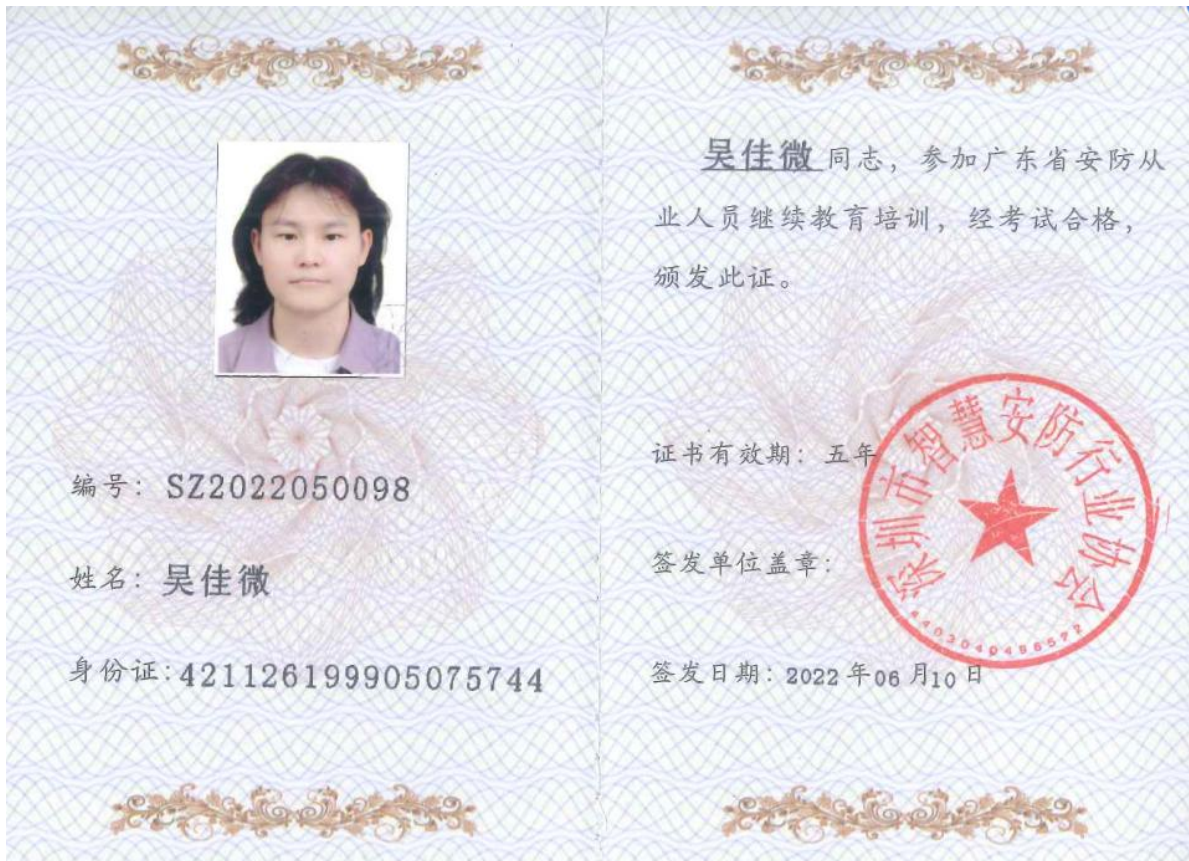 编号：SZ2022050098
姓名：吴佳微
身份证:421126199905075744
吴佳微同志，参加广东省安防从
业人员继续教育培训，经考试合格，
颁发此证。
证书有效期：五年
签发单位盖章：
深圳市智慧安防行业协会
签发日期：2022年06月10日